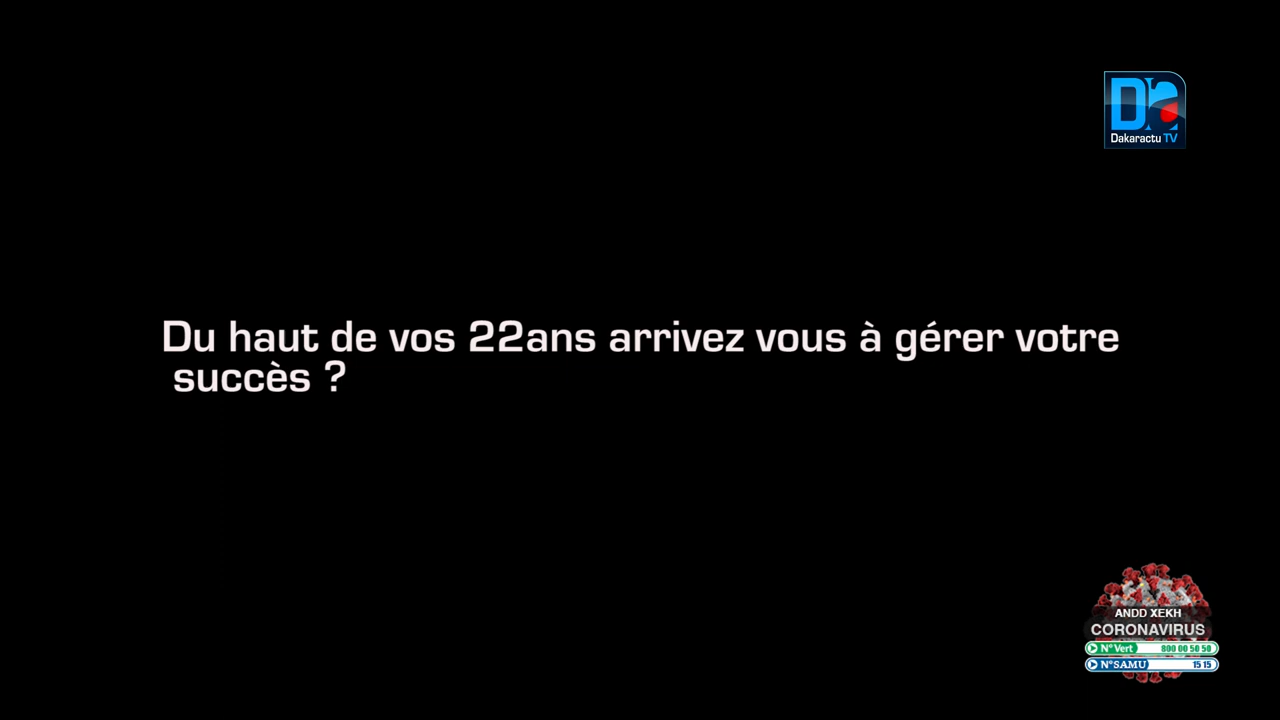 Dakaractu TV
Du haut de vos 22ans arrivez vous à gérer votre
succès ?
ANDD XEKH
CORONAVIRUS
N°Vert 800 00 50 50
N°SAMU 15 15